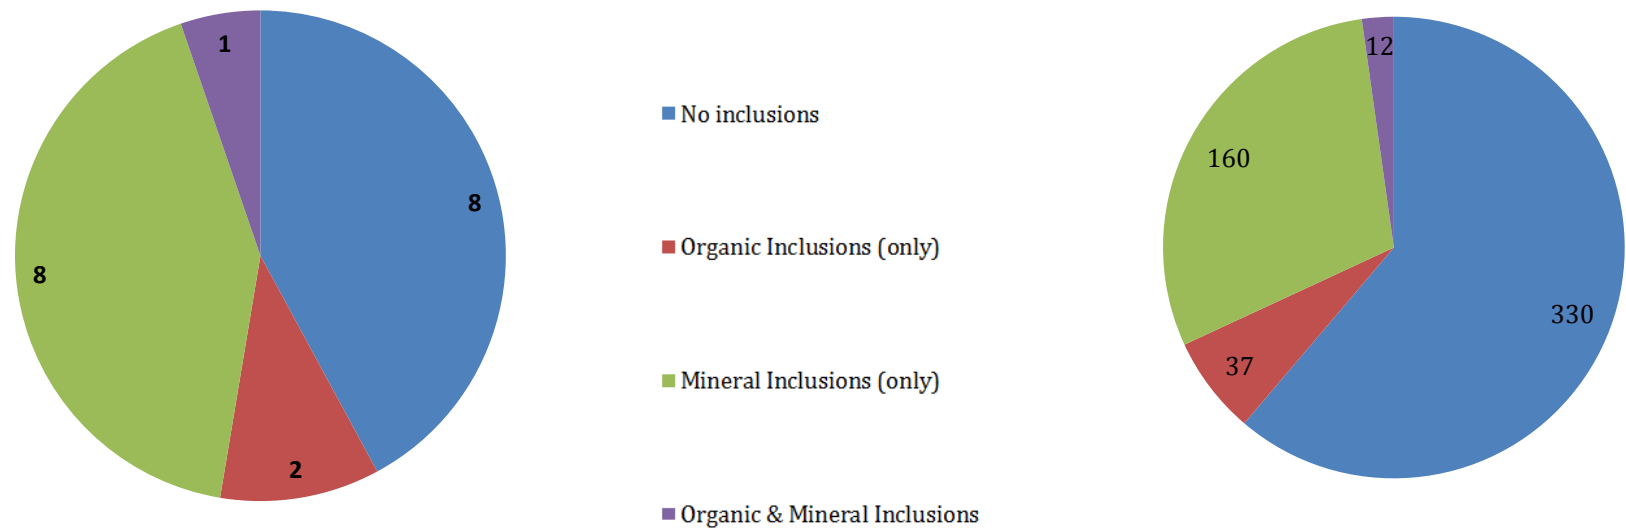 1
8
8
2
No inclusions
Organic Inclusions (only)
Mineral Inclusions (only)
Organic & Mineral Inclusions
12
160
330
37